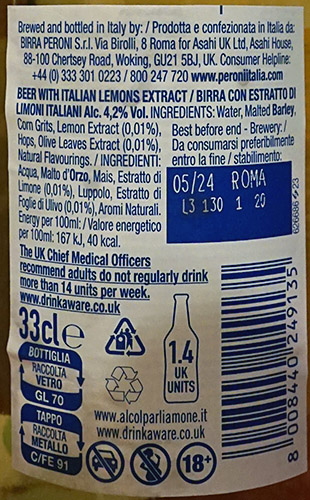 Brewed and bottled in Italy by: / Prodotta e confezionata in Italia da:
BIRRA PERONI S.r.l. Via Birolli, 8 Roma for Asahi UK Ltd, Asahi House,
88-100 Chertsey Road, Woking, GU21 5BJ, UK. Consumer Helpline:
+44 (0) 333 301 0223 / 800 247 720 www.peroniitalia.com
BEER WITH ITALIAN LEMONS EXTRACT / BIRRA CON ESTRATTO DI
LIMONI ITALIANI Alc. 4,2% Vol. INGREDIENTS: Water, Malted Barley,
Corn Grits, Lemon Extract (0,01%),
Hops, Olive Leaves Extract (0,01%),
Natural Flavourings. / INGREDIENTI:
Acqua, Malto d'Orzo, Mais, Estratto di
Limone (0,01%), Luppolo, Estratto di
Foglie di Ulivo (0,01%), Aromi Naturali.
Energy per 100ml: / Valore energetico
per 100ml: 167 kJ, 40 kcal.
Best before end - Brewery: /
Da consumarsi preferibilmente
entro la fine / stabilimento:
05/24 ROMA
L3 130 1 20
626686 23
The UK Chief Medical Officers
recommend adults do not regularly drink
more than 14 units per week.
www.drinkaware.co.uk
33cl e
BOTTIGLIA
RACCOLTA
VETRO
GL 70
TAPPO
RACCOLTA
METALLO
C/FE 91
1.4
UK
UNITS
www.alcolparliamone.it
www.drinkaware.co.uk
18+
8 008440 249135